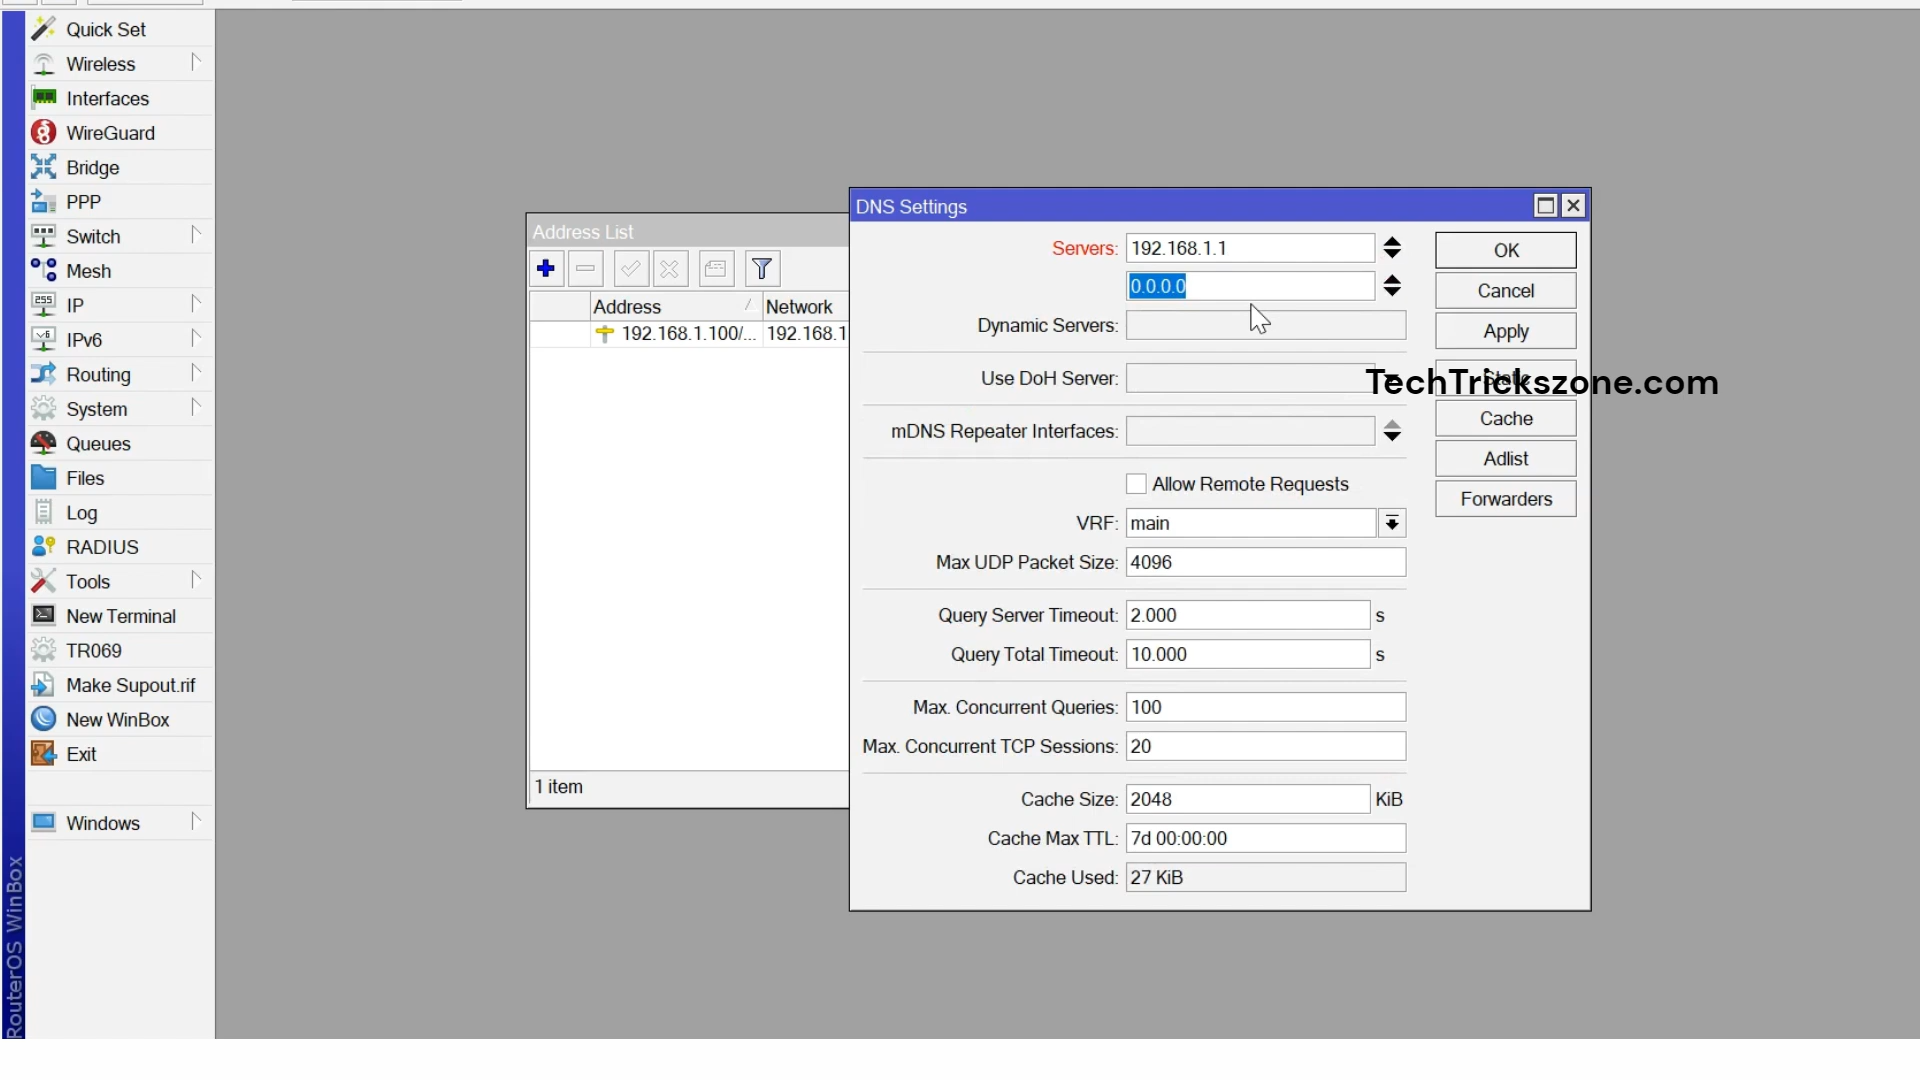 Quick Set
Wireless
Interfaces
WireGuard
Bridge
PPP
Switch
Mesh
IP
IPv6
Routing
System
Queues
Files
Log
RADIUS
Tools
New Terminal
TR069
Make Supout.rif
New WinBox
Exit
Windows
RouterOS WinBox
Address List
Address Network
192.168.1.100/... 192.168.1
1 item
DNS Settings
Servers: 192.168.1.1
0.0.0.0
Dynamic Servers:
Use DoH Server:
mDNS Repeater Interfaces:
Allow Remote Requests
VRF: main
Max UDP Packet Size: 4096
Query Server Timeout: 2.000 s
Query Total Timeout: 10.000 s
Max. Concurrent Queries: 100
Max. Concurrent TCP Sessions: 20
Cache Size: 2048 KiB
Cache Max TTL: 7d 00:00:00
Cache Used: 27 KiB
OK
Cancel
Apply
Static
TechTrickszone.com
Cache
Adlist
Forwarders